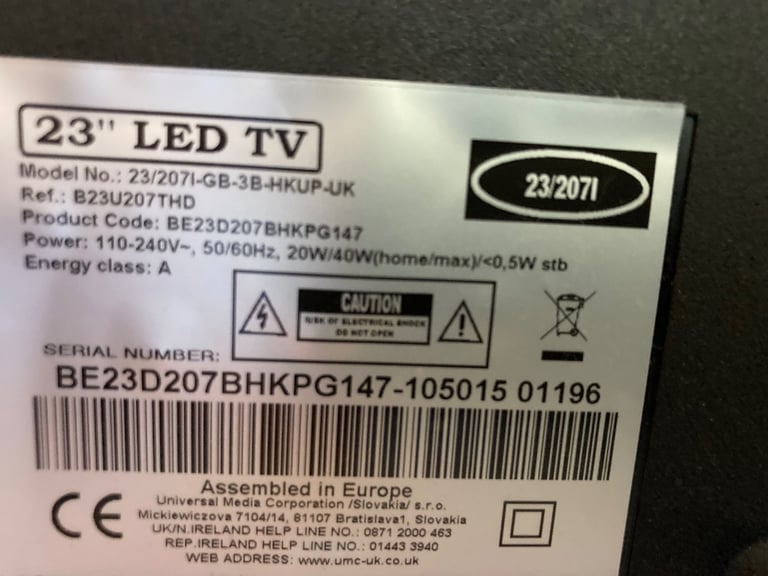 23" LED TV
Model No.: 23/207I-GB-3B-HKUP-UK
Ref.: B23U207THD
Product Code: BE23D207BHKPG147
Power: 110-240V~, 50/60Hz, 20W/40W(home/max)/<0,5W stb
Energy class: A
23/207I
CAUTION
RISK OF ELECTRICAL SHOCK
DO NOT OPEN
SERIAL NUMBER:
BE23D207BHKPG147-105015 01196
CE
Assembled in Europe
Universal Media Corporation /Slovakia/ s.r.o.
Mickiewiczova 7104/14, 81107 Bratislava1, Slovakia
UK/N.IRELAND HELP LINE NO.: 0871 2000 463
REP.IRELAND HELP LINE NO.: 01443 3940
WEB ADDRESS: www.umc-uk.co.uk